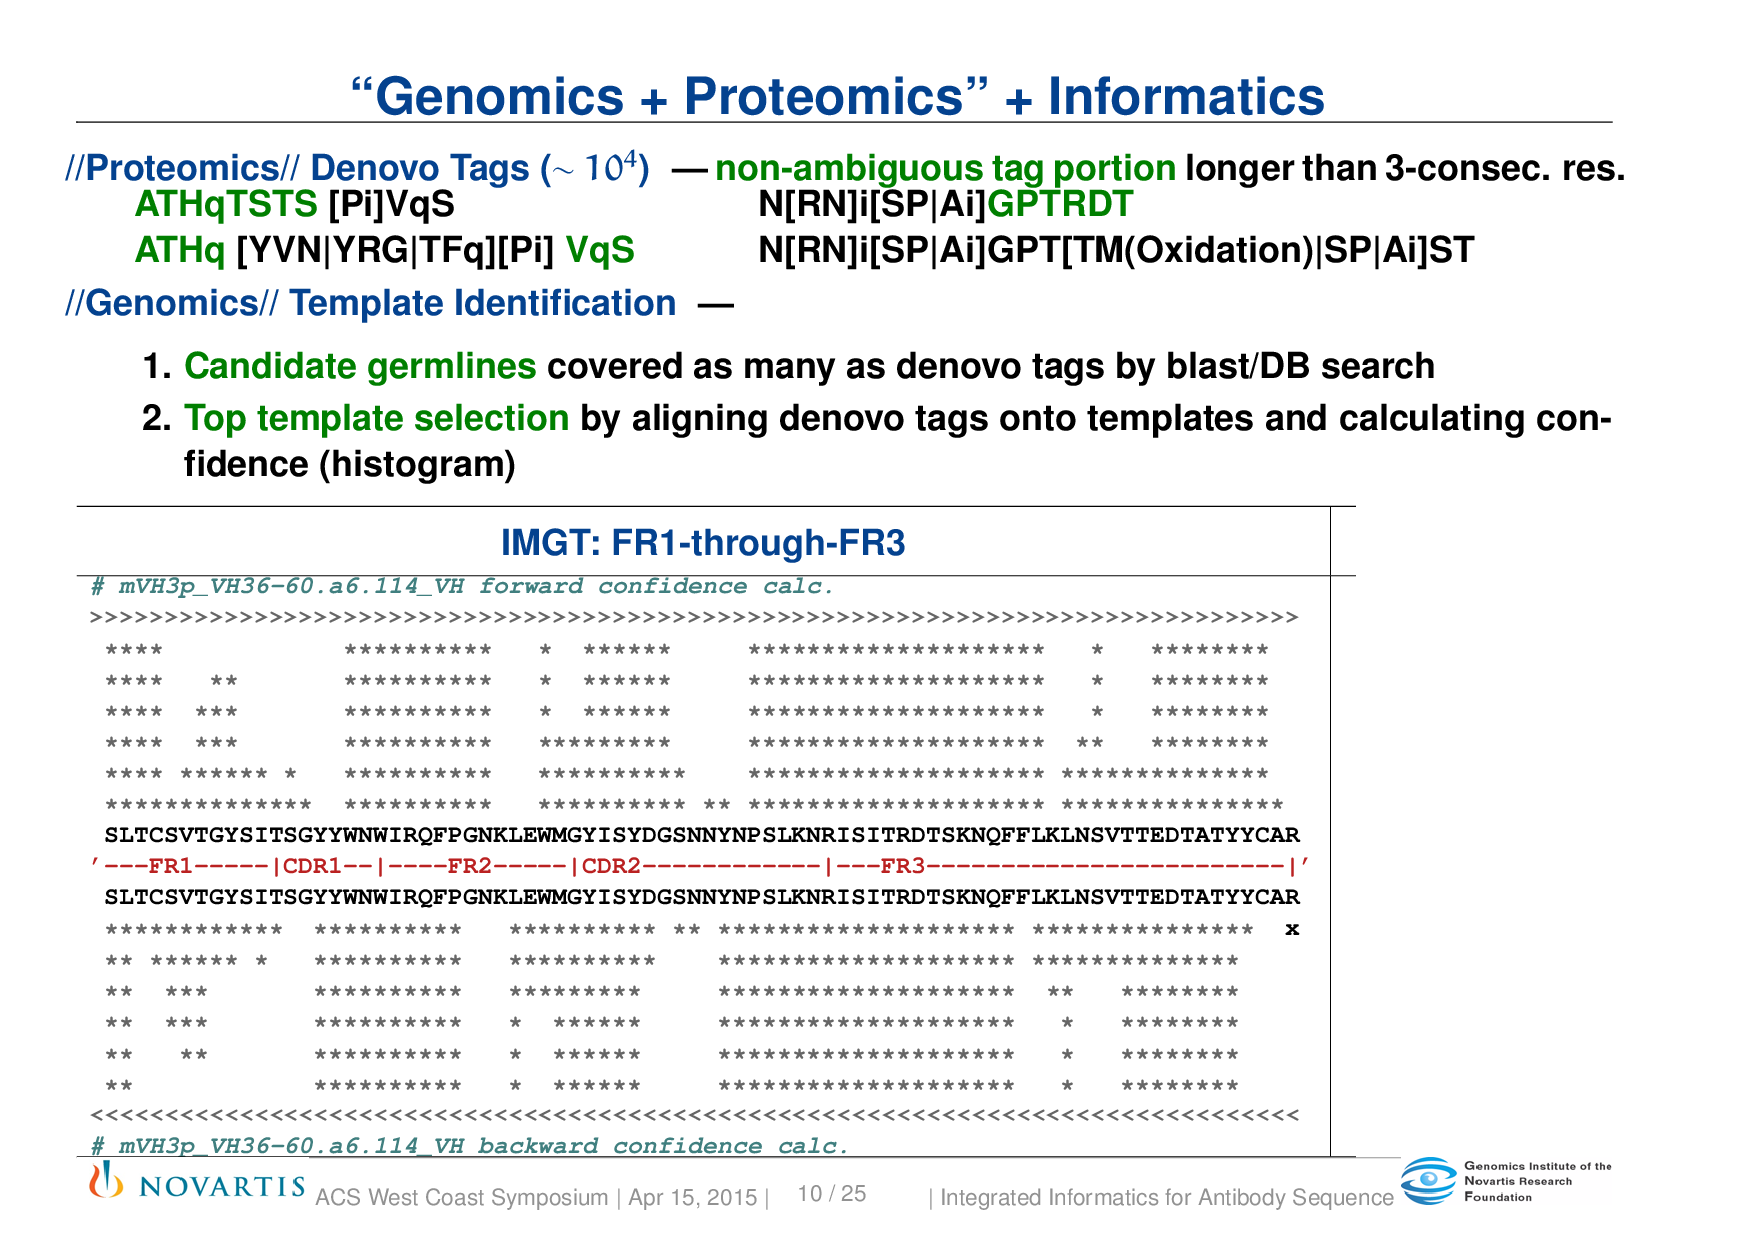 “Genomics + Proteomics” + Informatics
//Proteomics// Denovo Tags (~ 10⁴) — non-ambiguous tag portion longer than 3-consec. res.
ATHqTSTS [Pi]VqS N[RN]i[SP|Ai]GPTRDT
ATHq [YVN|YRG|TFq][Pi] VqS N[RN]i[SP|Ai]GPT[TM(Oxidation)|SP|Ai]ST
//Genomics// Template Identification —
1. Candidate germlines covered as many as denovo tags by blast/DB search
2. Top template selection by aligning denovo tags onto templates and calculating con-
fidence (histogram)
IMGT: FR1-through-FR3
# mVH3p_VH36-60.a6.114_VH forward confidence calc.
>>>>>>>>>>>>>>>>>>>>>>>>>>>>>>>>>>>>>>>>>>>>>>>>>>>>>>>>>>>>>>>>>>>>>>>>>>>>>>>>>
 ****            **********   *  ******     ********************   *   ********
 ****   **       **********   *  ******     ********************   *   ********
 ****  ***       **********   *  ******     ********************   *   ********
 ****  ***       **********   *********     ********************  **   ********
 **** ****** *   **********   **********    ******************** **************
 **************  **********   ********** ** ******************** ***************
 SLTCSVTGYSITSGYYWNWIRQFPGNKLEWMGYISYDGSNNYNPSLKNRISITRDTSKNQFFLKLNSVTTEDTATYYCAR
'---FR1-----|CDR1--|----FR2-----|CDR2------------|---FR3------------------------|'
 SLTCSVTGYSITSGYYWNWIRQFPGNKLEWMGYISYDGSNNYNPSLKNRISITRDTSKNQFFLKLNSVTTEDTATYYCAR
 ************  **********   ********** ** ******************** ***************  x
 ** ****** *   **********   **********    ******************** **************
 **  ***       **********   *********     ********************  **   ********
 **  ***       **********   *  ******     ********************   *   ********
 **   **       **********   *  ******     ********************   *   ********
 **            **********   *  ******     ********************   *   ********
<<<<<<<<<<<<<<<<<<<<<<<<<<<<<<<<<<<<<<<<<<<<<<<<<<<<<<<<<<<<<<<<<<<<<<<<<<<<<<<<<
# mVH3p_VH36-60.a6.114_VH backward confidence calc.
NOVARTIS ACS West Coast Symposium | Apr 15, 2015 | 10 / 25 | Integrated Informatics for Antibody Sequence
Genomics Institute of the
Novartis Research
Foundation